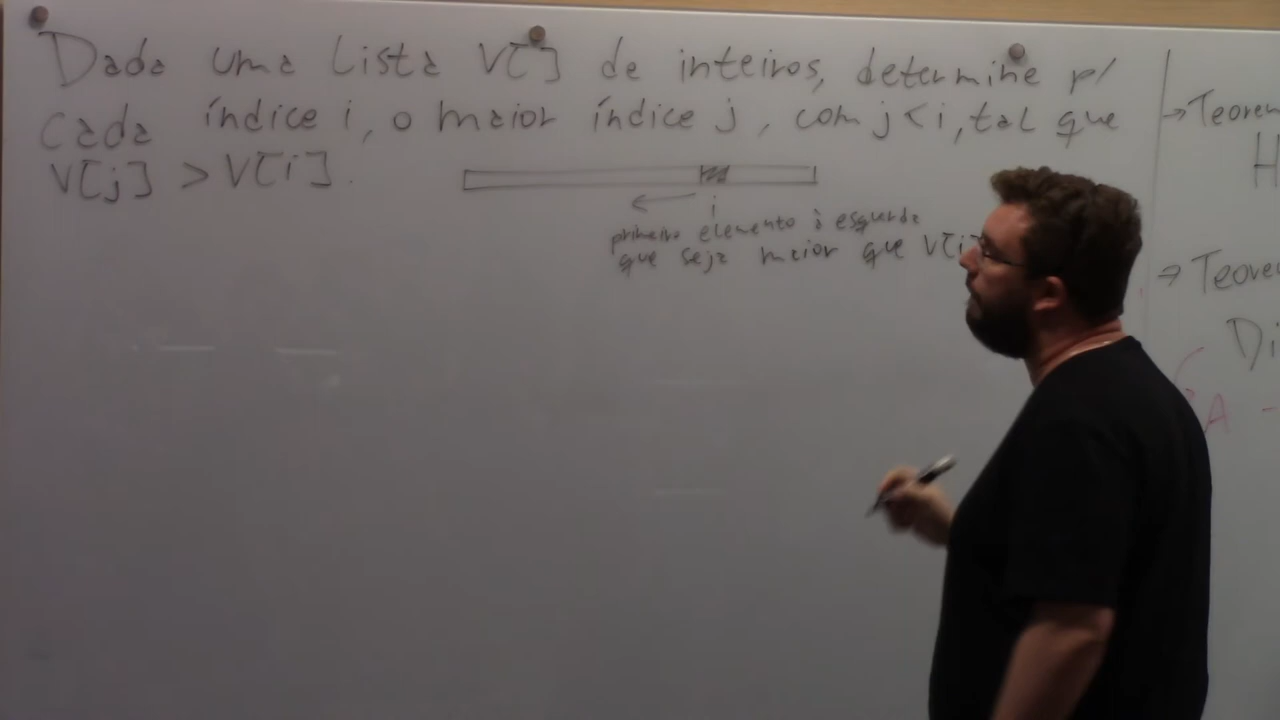 Dada uma lista V[] de inteiros, determine p/
cada índice i, o maior índice j, com j < i, tal que
V[j] > V[i].
i
primeiro elemento à esquerda
que seja maior que V[i]
→ Teorem
H
⇒ Teorem
Di
A